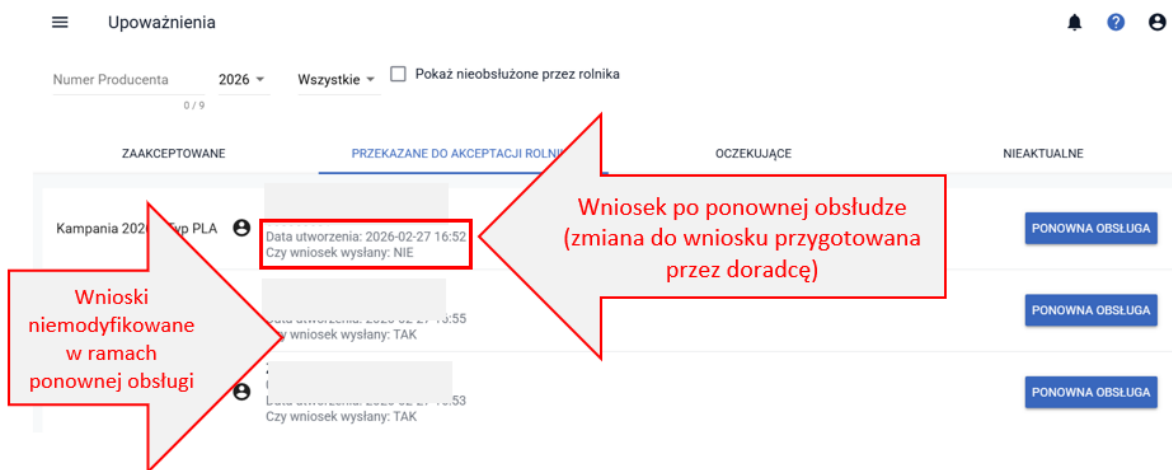 Upoważnienia
Numer Producenta
2026
Wszystkie
Pokaż nieobsłużone przez rolnika
0 / 9
ZAAKCEPTOWANE
PRZEKAZANE DO AKCEPTACJI
OCZEKUJĄCE
NIEAKTUALNE
Kampania
Typ PLA
Data utworzenia: 2026-02-27 16:52
Czy wniosek wysłany: NIE
Wniosek po ponownej obsłudze
(zmiana do wniosku przygotowana
przez doradcę)
PONOWNA OBSŁUGA
Wnioski
niemodyfikowane
w ramach
ponownej obsługi
wniosek wysłany: TAK
PONOWNA OBSŁUGA
Czy wniosek wysłany: TAK
PONOWNA OBSŁUGA